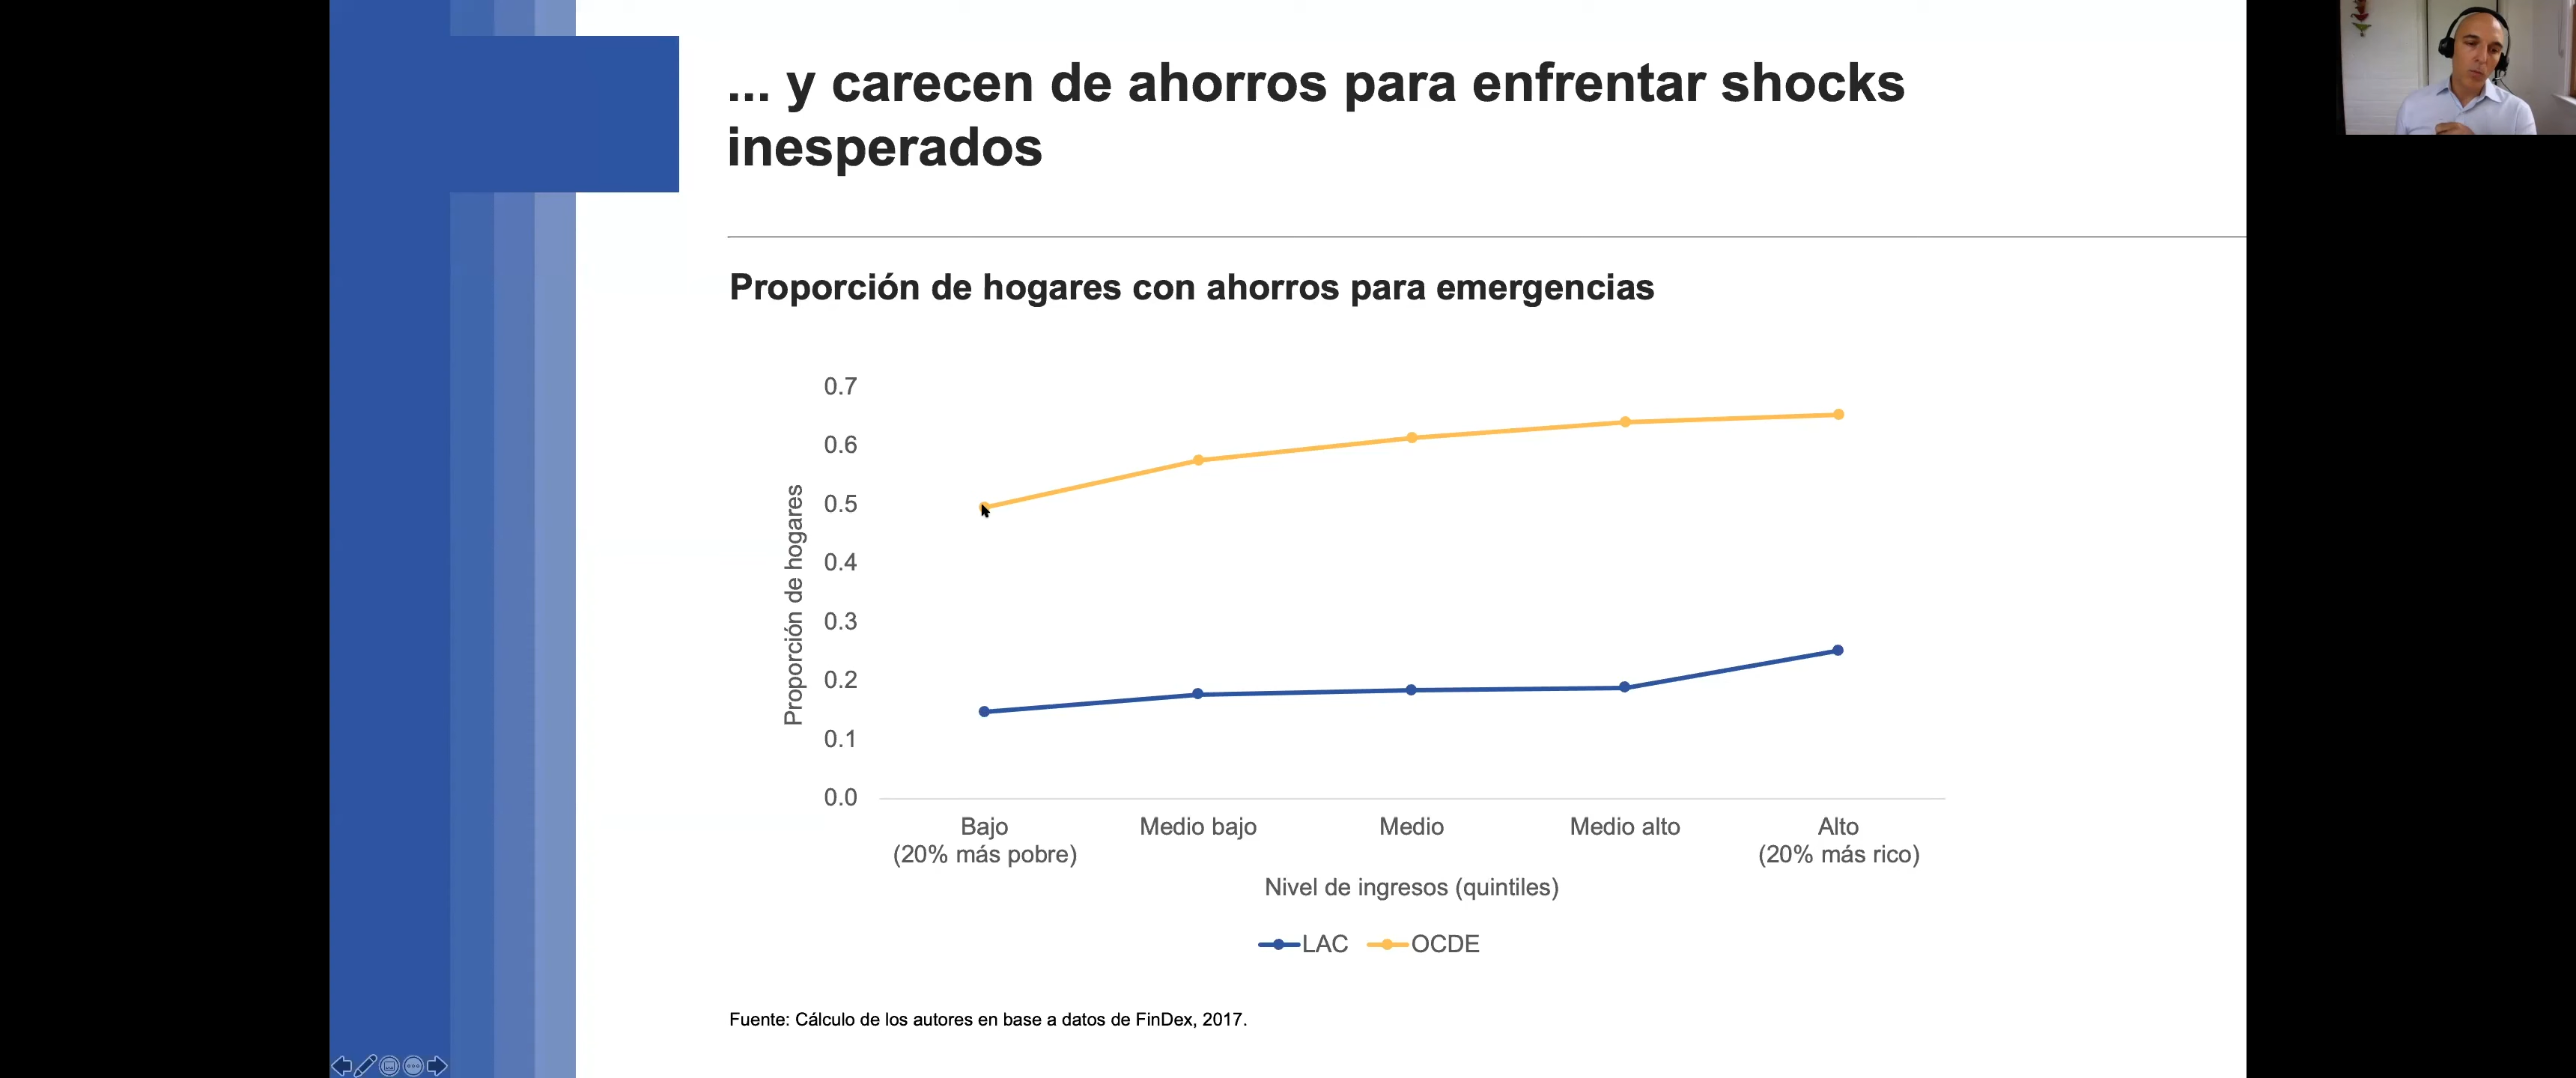 ... y carecen de ahorros para enfrentar shocks
inesperados
Proporción de hogares con ahorros para emergencias
0.7
0.6
0.5
0.4
0.3
0.2
0.1
0.0
Proporción de hogares
Bajo
(20% más pobre)
Medio bajo
Medio
Medio alto
Alto
(20% más rico)
Nivel de ingresos (quintiles)
LAC OCDE
Fuente: Cálculo de los autores en base a datos de FinDex, 2017.